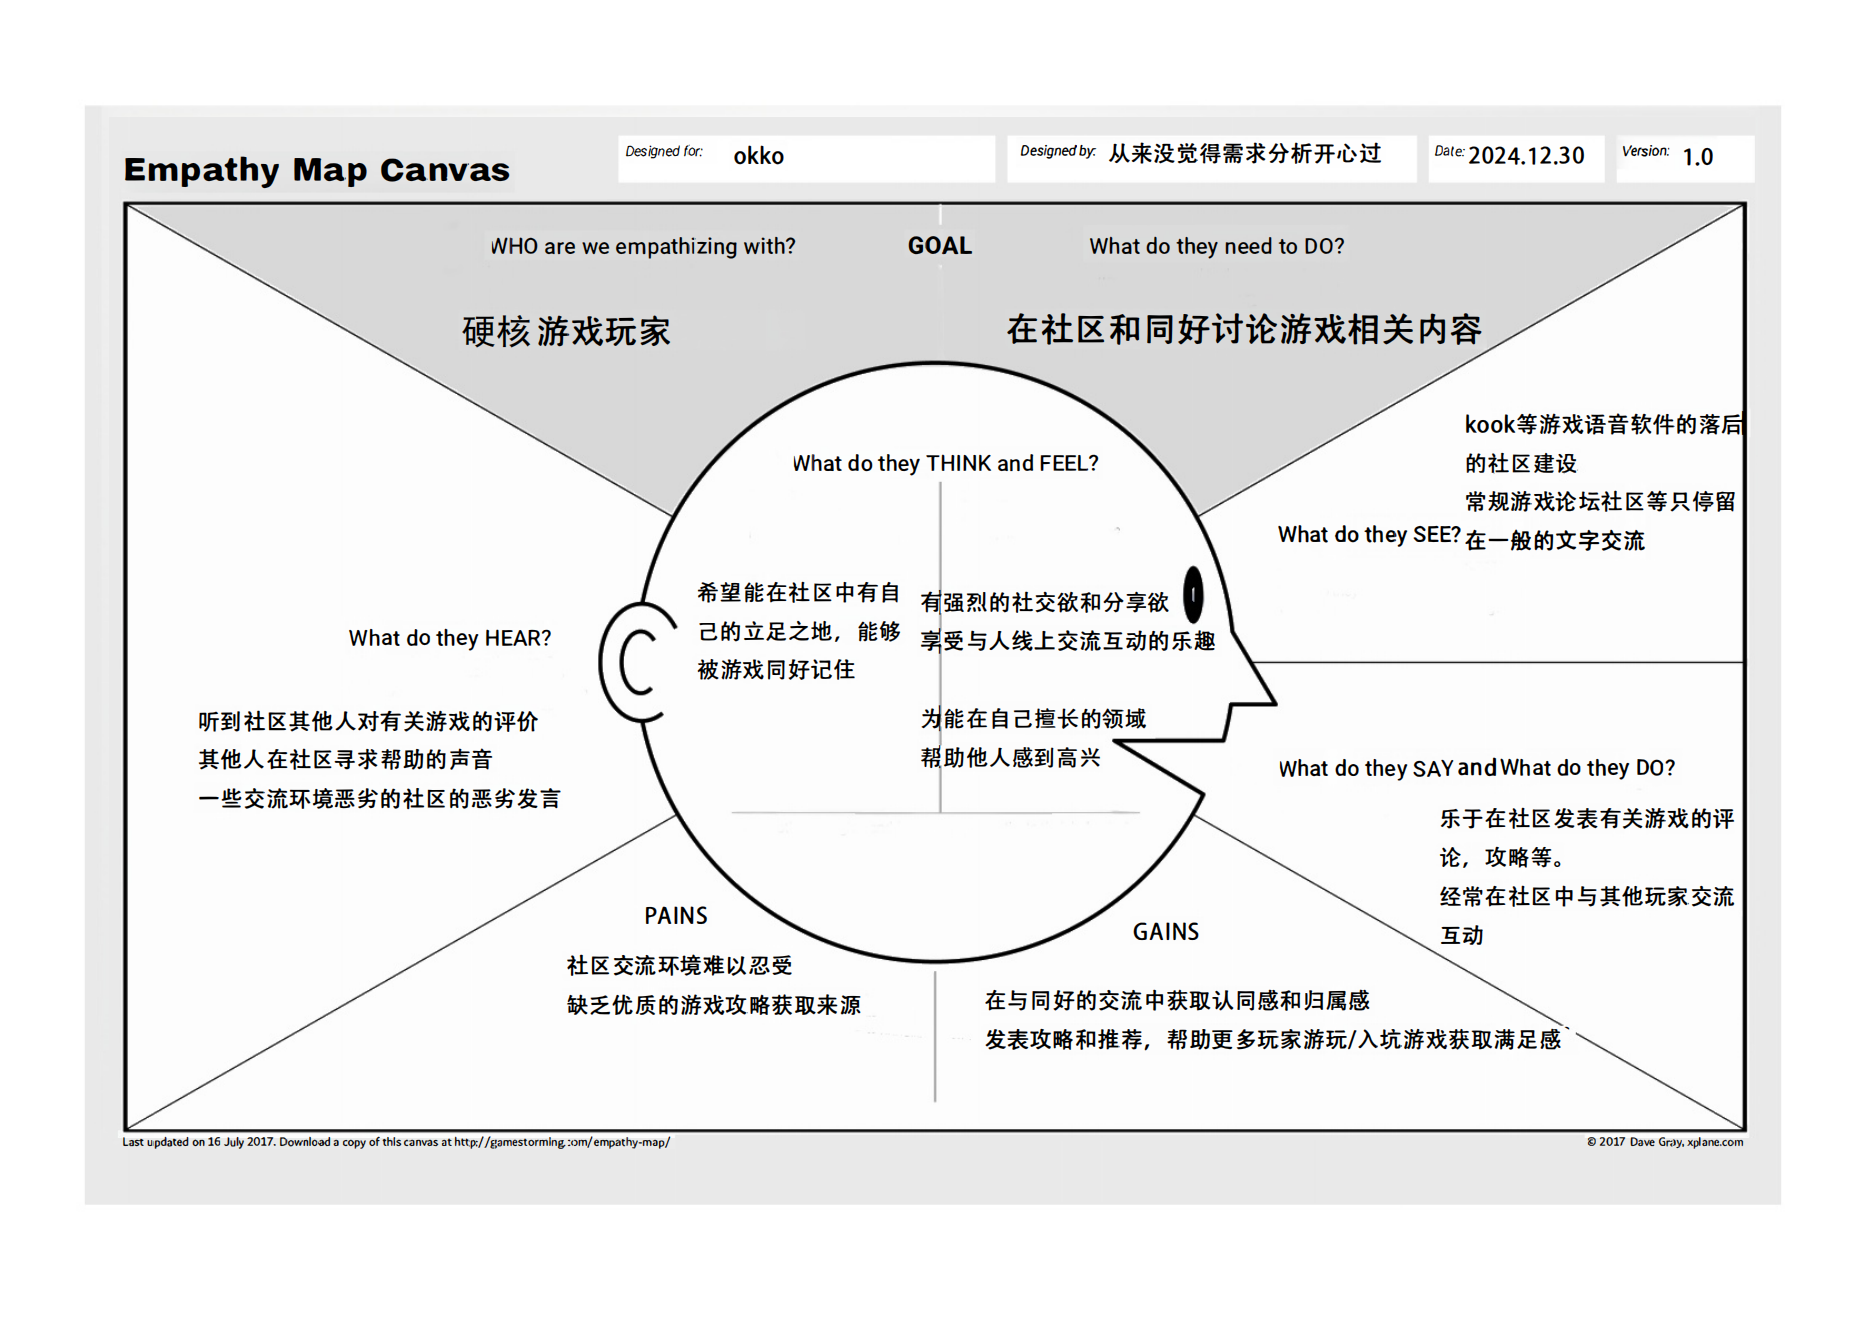 Empathy Map Canvas
Designed for: okko
Designed by: 从来没觉得需求分析开心过
Date: 2024.12.30
Version: 1.0
WHO are we empathizing with?
GOAL
What do they need to DO?
硬核游戏玩家
在社区和同好讨论游戏相关内容
What do they THINK and FEEL?
希望能在社区中有自
己的立足之地，能够
被游戏同好记住
有强烈的社交欲和分享欲
享受与人线上交流互动的乐趣
为能在自己擅长的领域
帮助他人感到高兴
What do they SEE?
kook等游戏语音软件的落后
的社区建设
常规游戏论坛社区等只停留
在一般的文字交流
What do they HEAR?
听到社区其他人对有关游戏的评价
其他人在社区寻求帮助的声音
一些交流环境恶劣的社区的恶劣发言
What do they SAY and What do they DO?
乐于在社区发表有关游戏的评
论，攻略等。
经常在社区中与其他玩家交流
互动
PAINS
社区交流环境难以忍受
缺乏优质的游戏攻略获取来源
GAINS
在与同好的交流中获取认同感和归属感
发表攻略和推荐，帮助更多玩家游玩/入坑游戏获取满足感
Last updated on 16 July 2017. Download a copy of this canvas at http://gamestorming.com/empathy-map/
© 2017 Dave Gray, xplane.com